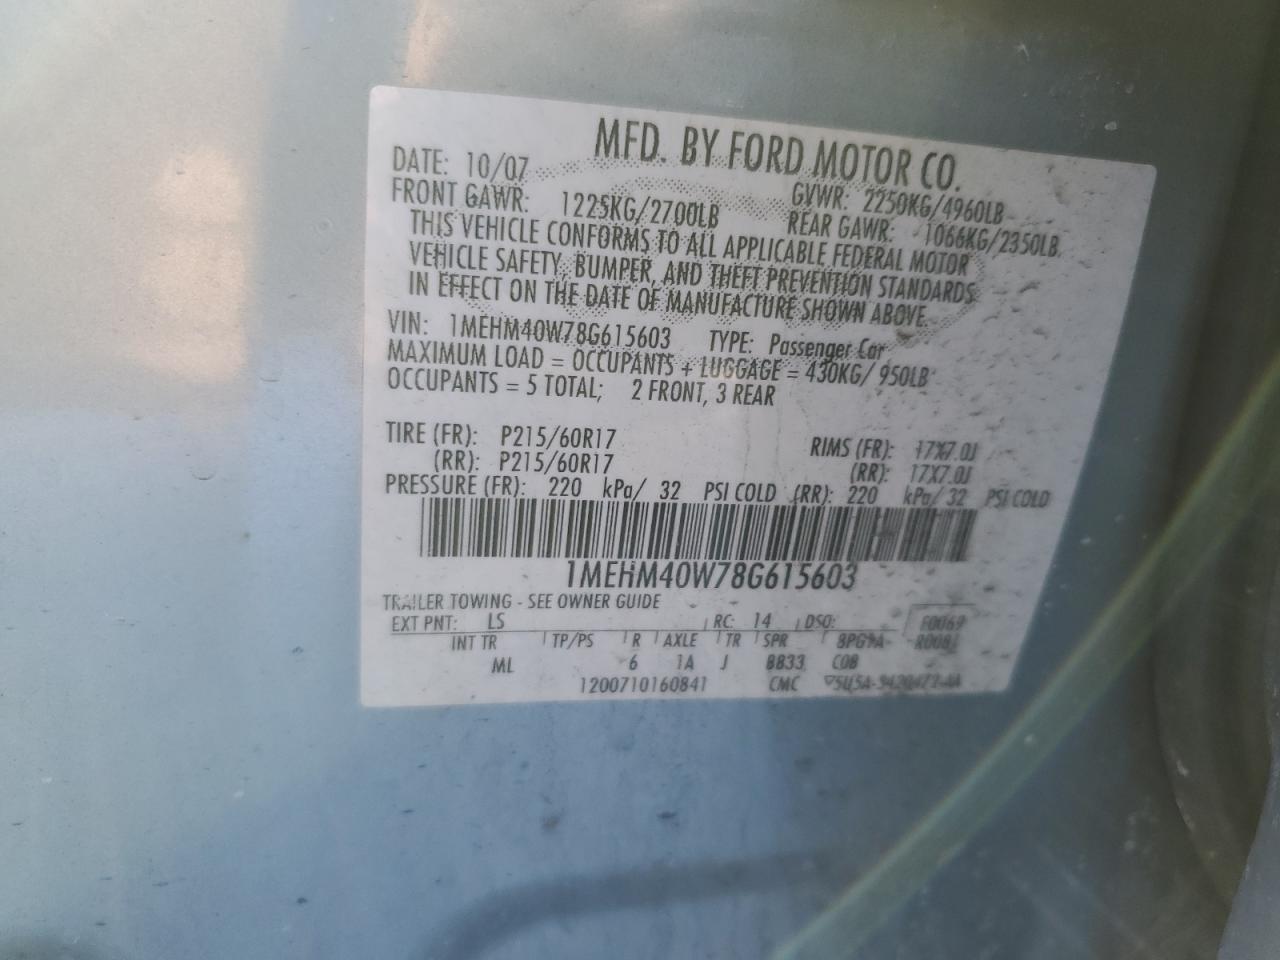 MFD. BY FORD MOTOR CO.
DATE: 10/07 GVWR: 2250KG/4960LB
FRONT GAWR: 1225KG/2700LB REAR GAWR: 1066KG/2350LB
THIS VEHICLE CONFORMS TO ALL APPLICABLE FEDERAL MOTOR
VEHICLE SAFETY, BUMPER, AND THEFT PREVENTION STANDARDS
IN EFFECT ON THE DATE OF MANUFACTURE SHOWN ABOVE.
VIN: 1MEHM40W78G615603 TYPE: Passenger Car
MAXIMUM LOAD = OCCUPANTS + LUGGAGE = 430KG/ 950LB
OCCUPANTS = 5 TOTAL; 2 FRONT, 3 REAR
TIRE (FR): P215/60R17 RIMS (FR): 17X7.0J
(RR): P215/60R17 (RR): 17X7.0J
PRESSURE (FR): 220 kPa/ 32 PSI COLD (RR): 220 kPa/ 32 PSI COLD
1MEHM40W78G615603
TRAILER TOWING - SEE OWNER GUIDE
EXT PNT: LS RC: 14 DSO: F0069
INT TR TP/PS R AXLE TR SPR
ML 6 1A J BB33 COB
1200710160841 CMC